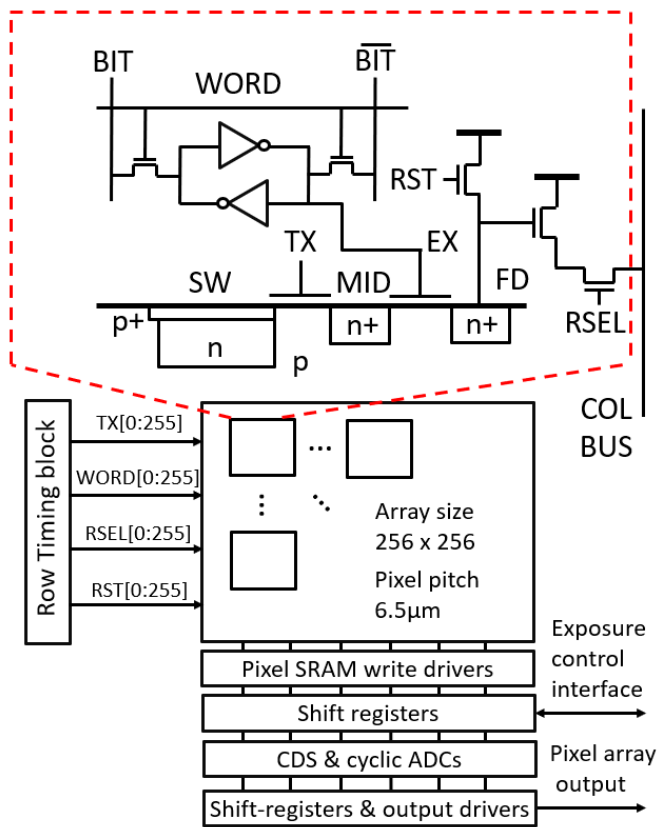 BIT
BIT
WORD
RST
TX
EX
SW
MID
FD
p+
n+
n+
RSEL
n
p
COL
BUS
Row Timing block
TX[0:255]
WORD[0:255]
RSEL[0:255]
RST[0:255]
...
...
...
Array size
256 x 256
Pixel pitch
6.5µm
Exposure
control
interface
Pixel SRAM write drivers
Shift registers
CDS & cyclic ADCs
Pixel array
output
Shift-registers & output drivers